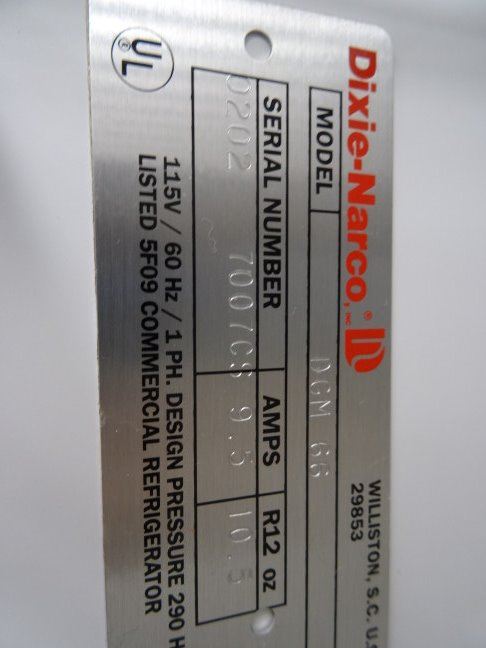 Dixie-Narco, INC ®
WILLISTON, S.C. U.S
29853
MODEL DGM 66
SERIAL NUMBER AMPS R12 oz
0202 7007CS 9.5 10.5
115V / 60 Hz / 1 PH. DESIGN PRESSURE 290 H
LISTED 5F09 COMMERCIAL REFRIGERATOR
UL